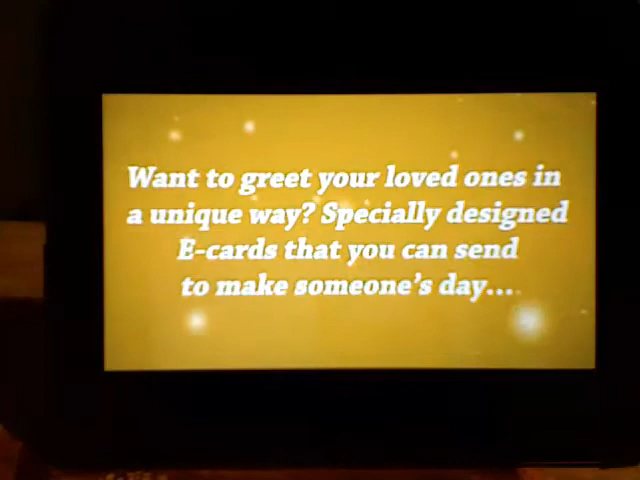 Want to greet your loved ones in
a unique way? Specially designed
E-cards that you can send
to make someone's day...